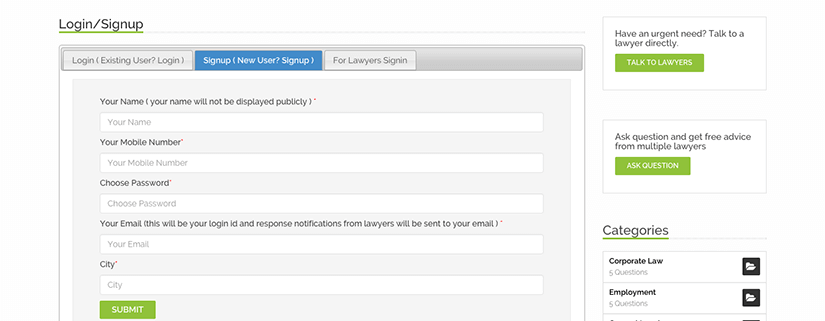 Login/Signup
Login ( Existing User? Login )
Signup ( New User? Signup )
For Lawyers Signin
Your Name ( your name will not be displayed publicly ) *
Your Name
Your Mobile Number*
Your Mobile Number
Choose Password*
Choose Password
Your Email (this will be your login id and response notifications from lawyers will be sent to your email ) *
Your Email
City*
City
SUBMIT
Have an urgent need? Talk to a
lawyer directly.
TALK TO LAWYERS
Ask question and get free advice
from multiple lawyers
ASK QUESTION
Categories
Corporate Law
5 Questions
Employment
5 Questions